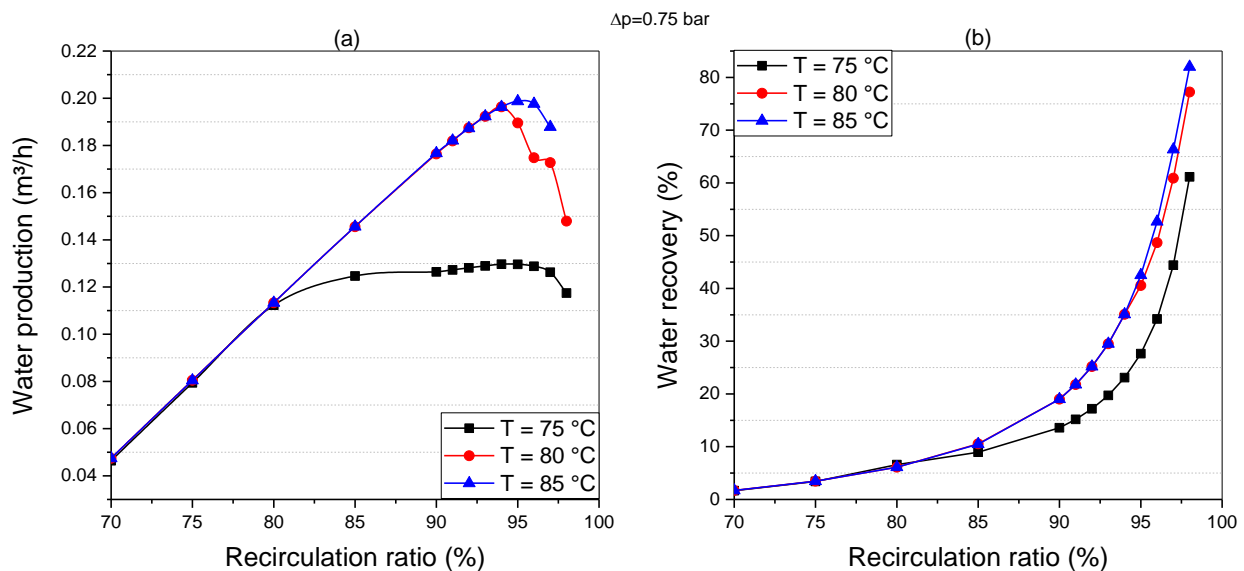 Δp=0.75 bar
(a)
Water production (m³/h)
0.22
0.20
0.18
0.16
0.14
0.12
0.10
0.08
0.06
0.04
T = 75 °C
T = 80 °C
T = 85 °C
70 75 80 85 90 95 100
Recirculation ratio (%)
(b)
T = 75 °C
T = 80 °C
T = 85 °C
Water recovery (%)
80
70
60
50
40
30
20
10
0
70 75 80 85 90 95 100
Recirculation ratio (%)